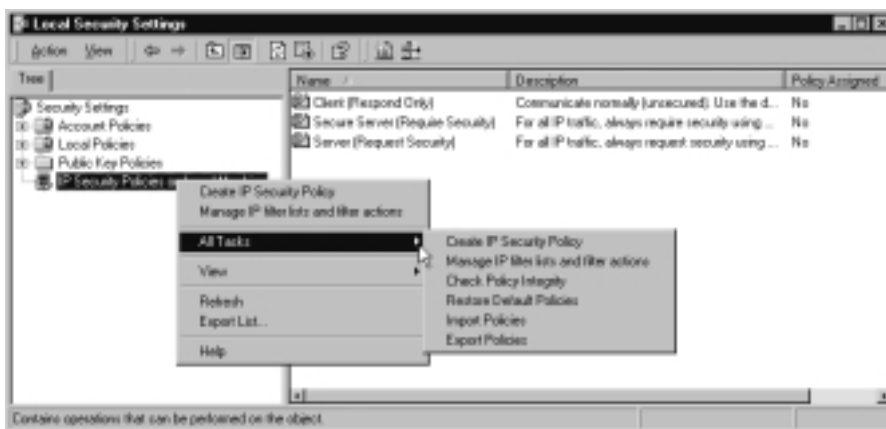 Local Security Settings
Action View
Tree
Name Description Policy Assigned
Security Settings
Account Policies
Local Policies
Public Key Policies
IP Security Policies
Client (Respond Only) Communicate normally (unsecured). Use the d... No
Secure Server (Require Security) For all IP traffic, always require security using ... No
Server (Request Security) For all IP traffic, always request security using ... No
Create IP Security Policy
Manage IP filter lists and filter actions
All Tasks
View
Refresh
Export List...
Help
Create IP Security Policy
Manage IP filter lists and filter actions
Check Policy Integrity
Restore Default Policies
Import Policies
Export Policies
Contains operations that can be performed on the object.